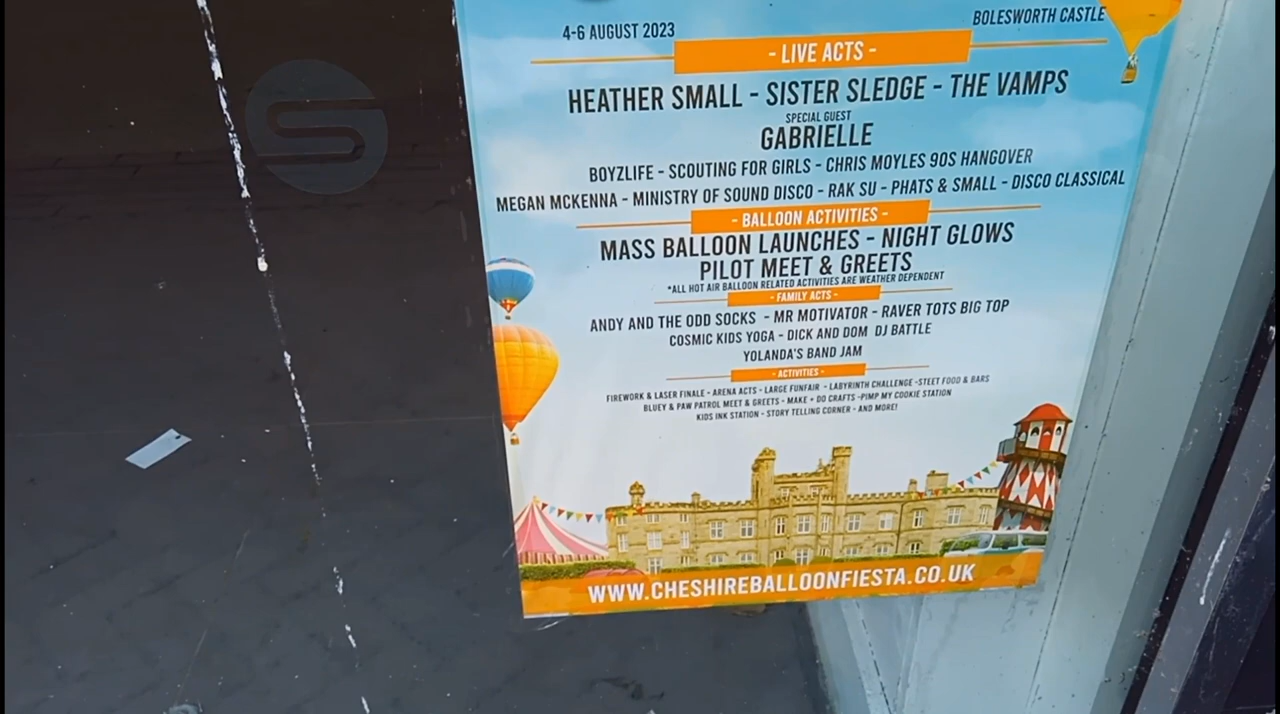 4-6 AUGUST 2023
BOLESWORTH CASTLE
- LIVE ACTS -
HEATHER SMALL - SISTER SLEDGE - THE VAMPS
SPECIAL GUEST
GABRIELLE
BOYZLIFE - SCOUTING FOR GIRLS - CHRIS MOYLES 90S HANGOVER
MEGAN MCKENNA - MINISTRY OF SOUND DISCO - RAK SU - PHATS & SMALL - DISCO CLASSICAL
- BALLOON ACTIVITIES -
MASS BALLOON LAUNCHES - NIGHT GLOWS
PILOT MEET & GREETS
*ALL HOT AIR BALLOON RELATED ACTIVITIES ARE WEATHER DEPENDENT
- FAMILY ACTS -
ANDY AND THE ODD SOCKS - MR MOTIVATOR - RAVER TOTS BIG TOP
COSMIC KIDS YOGA - DICK AND DOM DJ BATTLE
YOLANDA'S BAND JAM
- ACTIVITIES -
FIREWORK & LASER FINALE - ARENA ACTS - LARGE FUNFAIR - LABYRINTH CHALLENGE -STEET FOOD & BARS
BLUEY & PAW PATROL MEET & GREETS - MAKE + DO CRAFTS -PIMP MY COOKIE STATION
KIDS INK STATION - STORY TELLING CORNER - AND MORE!
WWW.CHESHIREBALLOONFIESTA.CO.UK